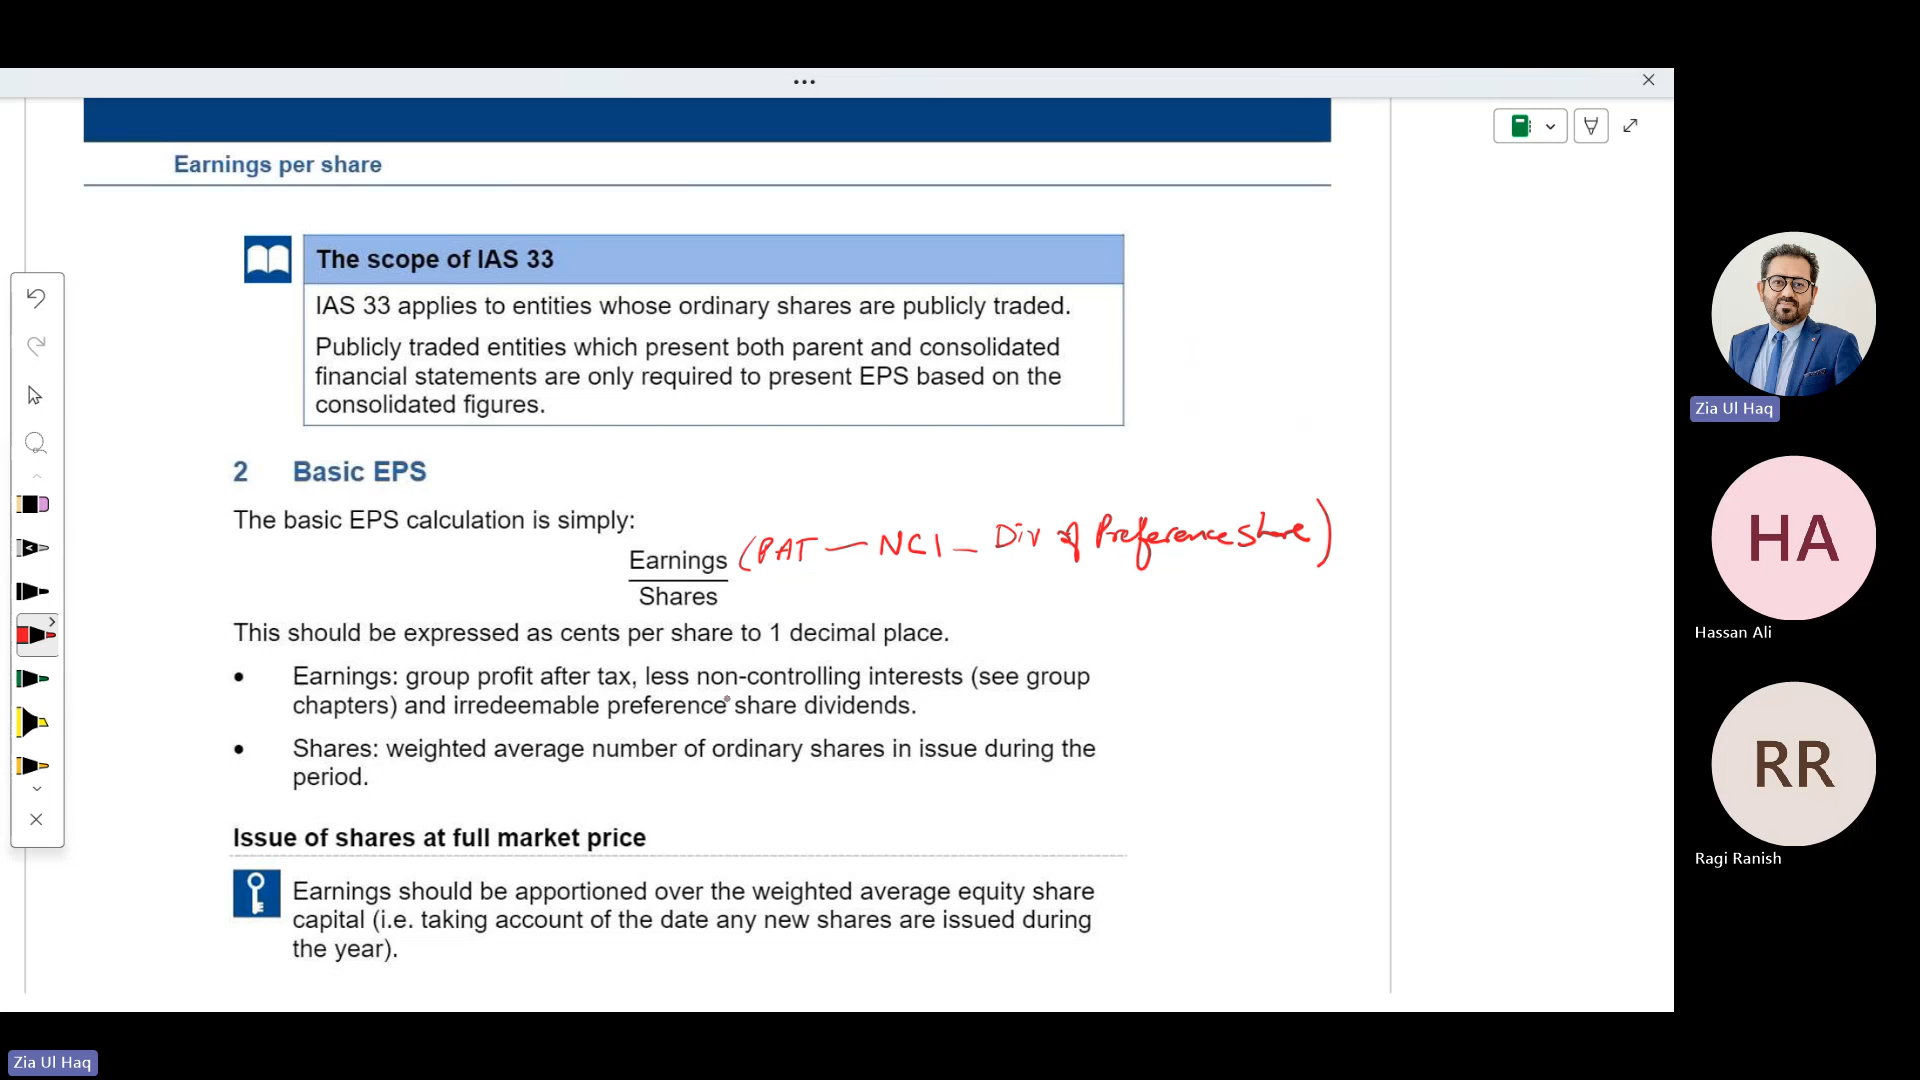 Earnings per share
The scope of IAS 33
IAS 33 applies to entities whose ordinary shares are publicly traded.
Publicly traded entities which present both parent and consolidated
financial statements are only required to present EPS based on the
consolidated figures.
2 Basic EPS
The basic EPS calculation is simply:
Earnings (PAT — NCI — Div of Preference share)
Shares
This should be expressed as cents per share to 1 decimal place.
• Earnings: group profit after tax, less non-controlling interests (see group
chapters) and irredeemable preference share dividends.
• Shares: weighted average number of ordinary shares in issue during the
period.
Issue of shares at full market price
Earnings should be apportioned over the weighted average equity share
capital (i.e. taking account of the date any new shares are issued during
the year).
Zia Ul Haq
HA
Hassan Ali
RR
Ragi Ranish
Zia Ul Haq